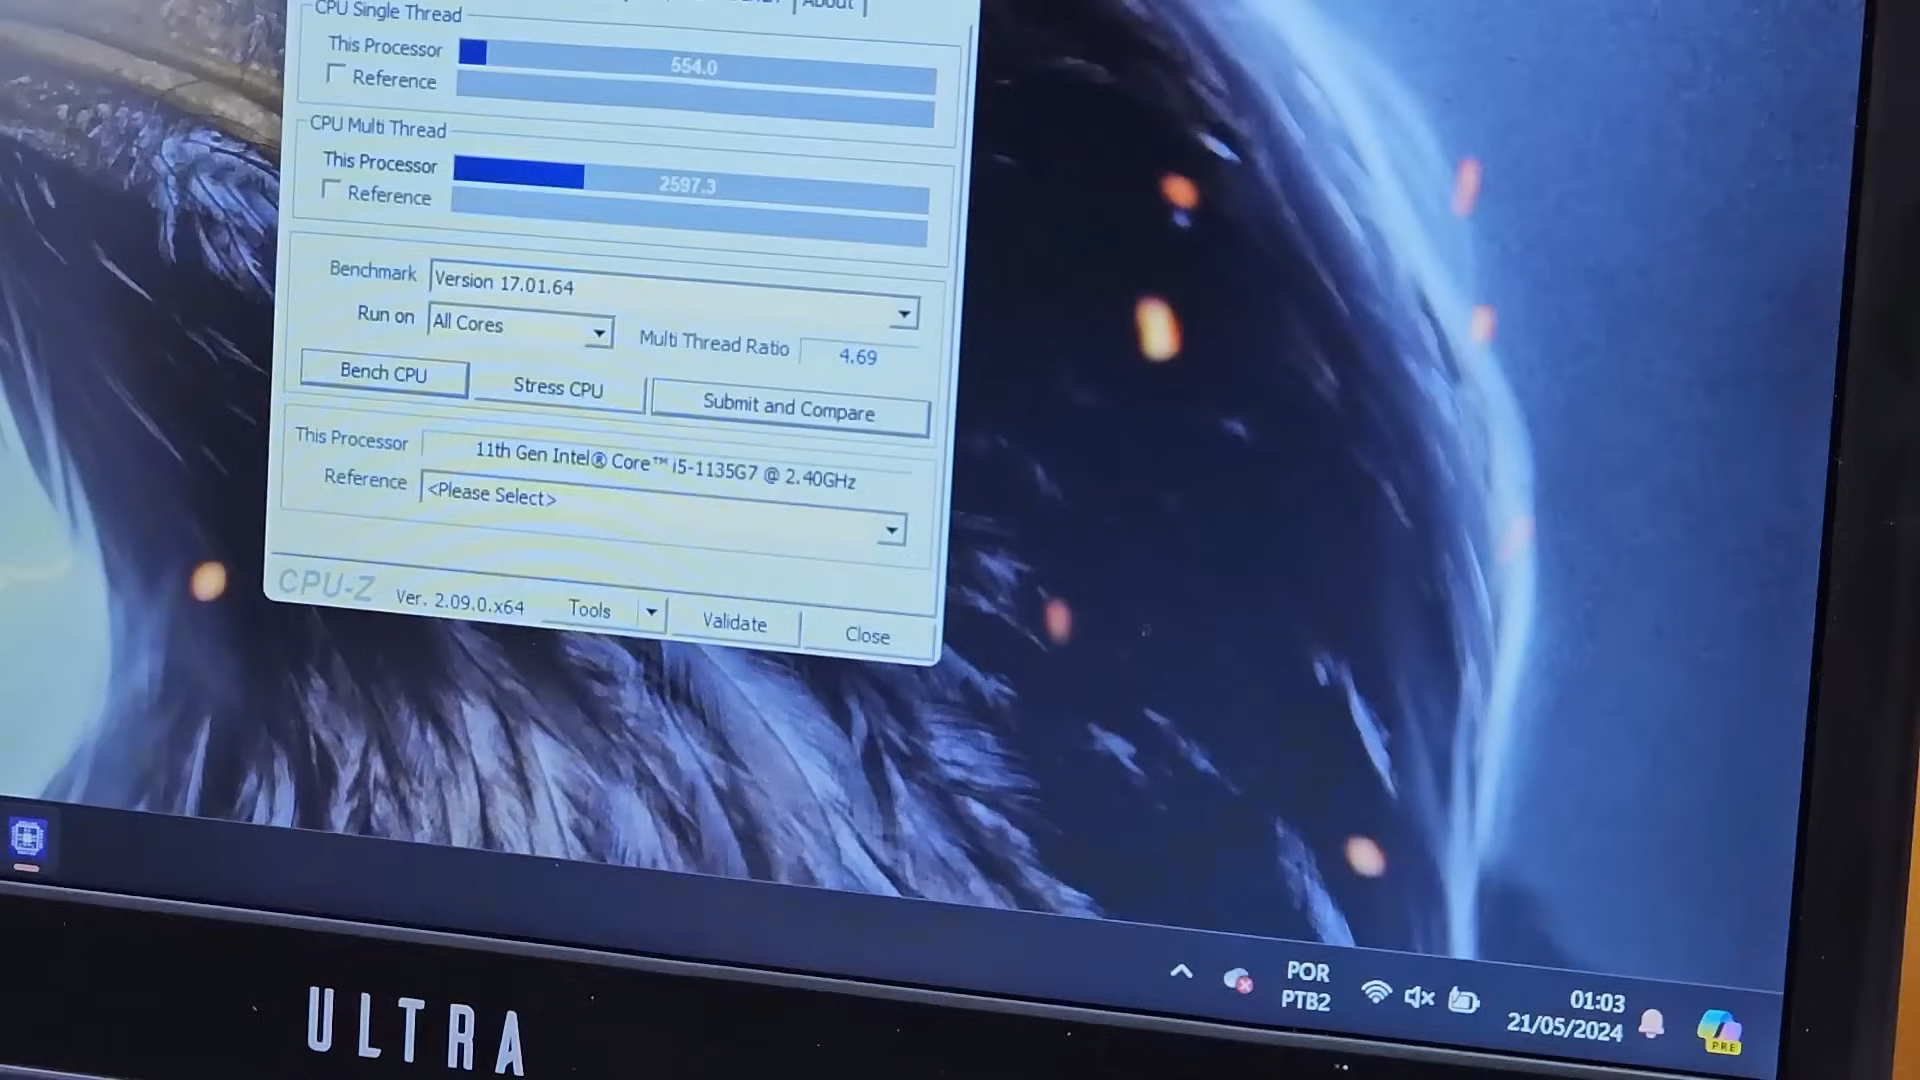 About
CPU Single Thread
This Processor 554.0
Reference
CPU Multi Thread
This Processor 2597.3
Reference
Benchmark Version 17.01.64
Run on All Cores Multi Thread Ratio 4.69
Bench CPU Stress CPU Submit and Compare
This Processor 11th Gen Intel® Core™ i5-1135G7 @ 2.40GHz
Reference <Please Select>
CPU-Z Ver. 2.09.0.x64 Tools Validate Close
POR
PTB2
01:03
21/05/2024
PRE
ULTRA